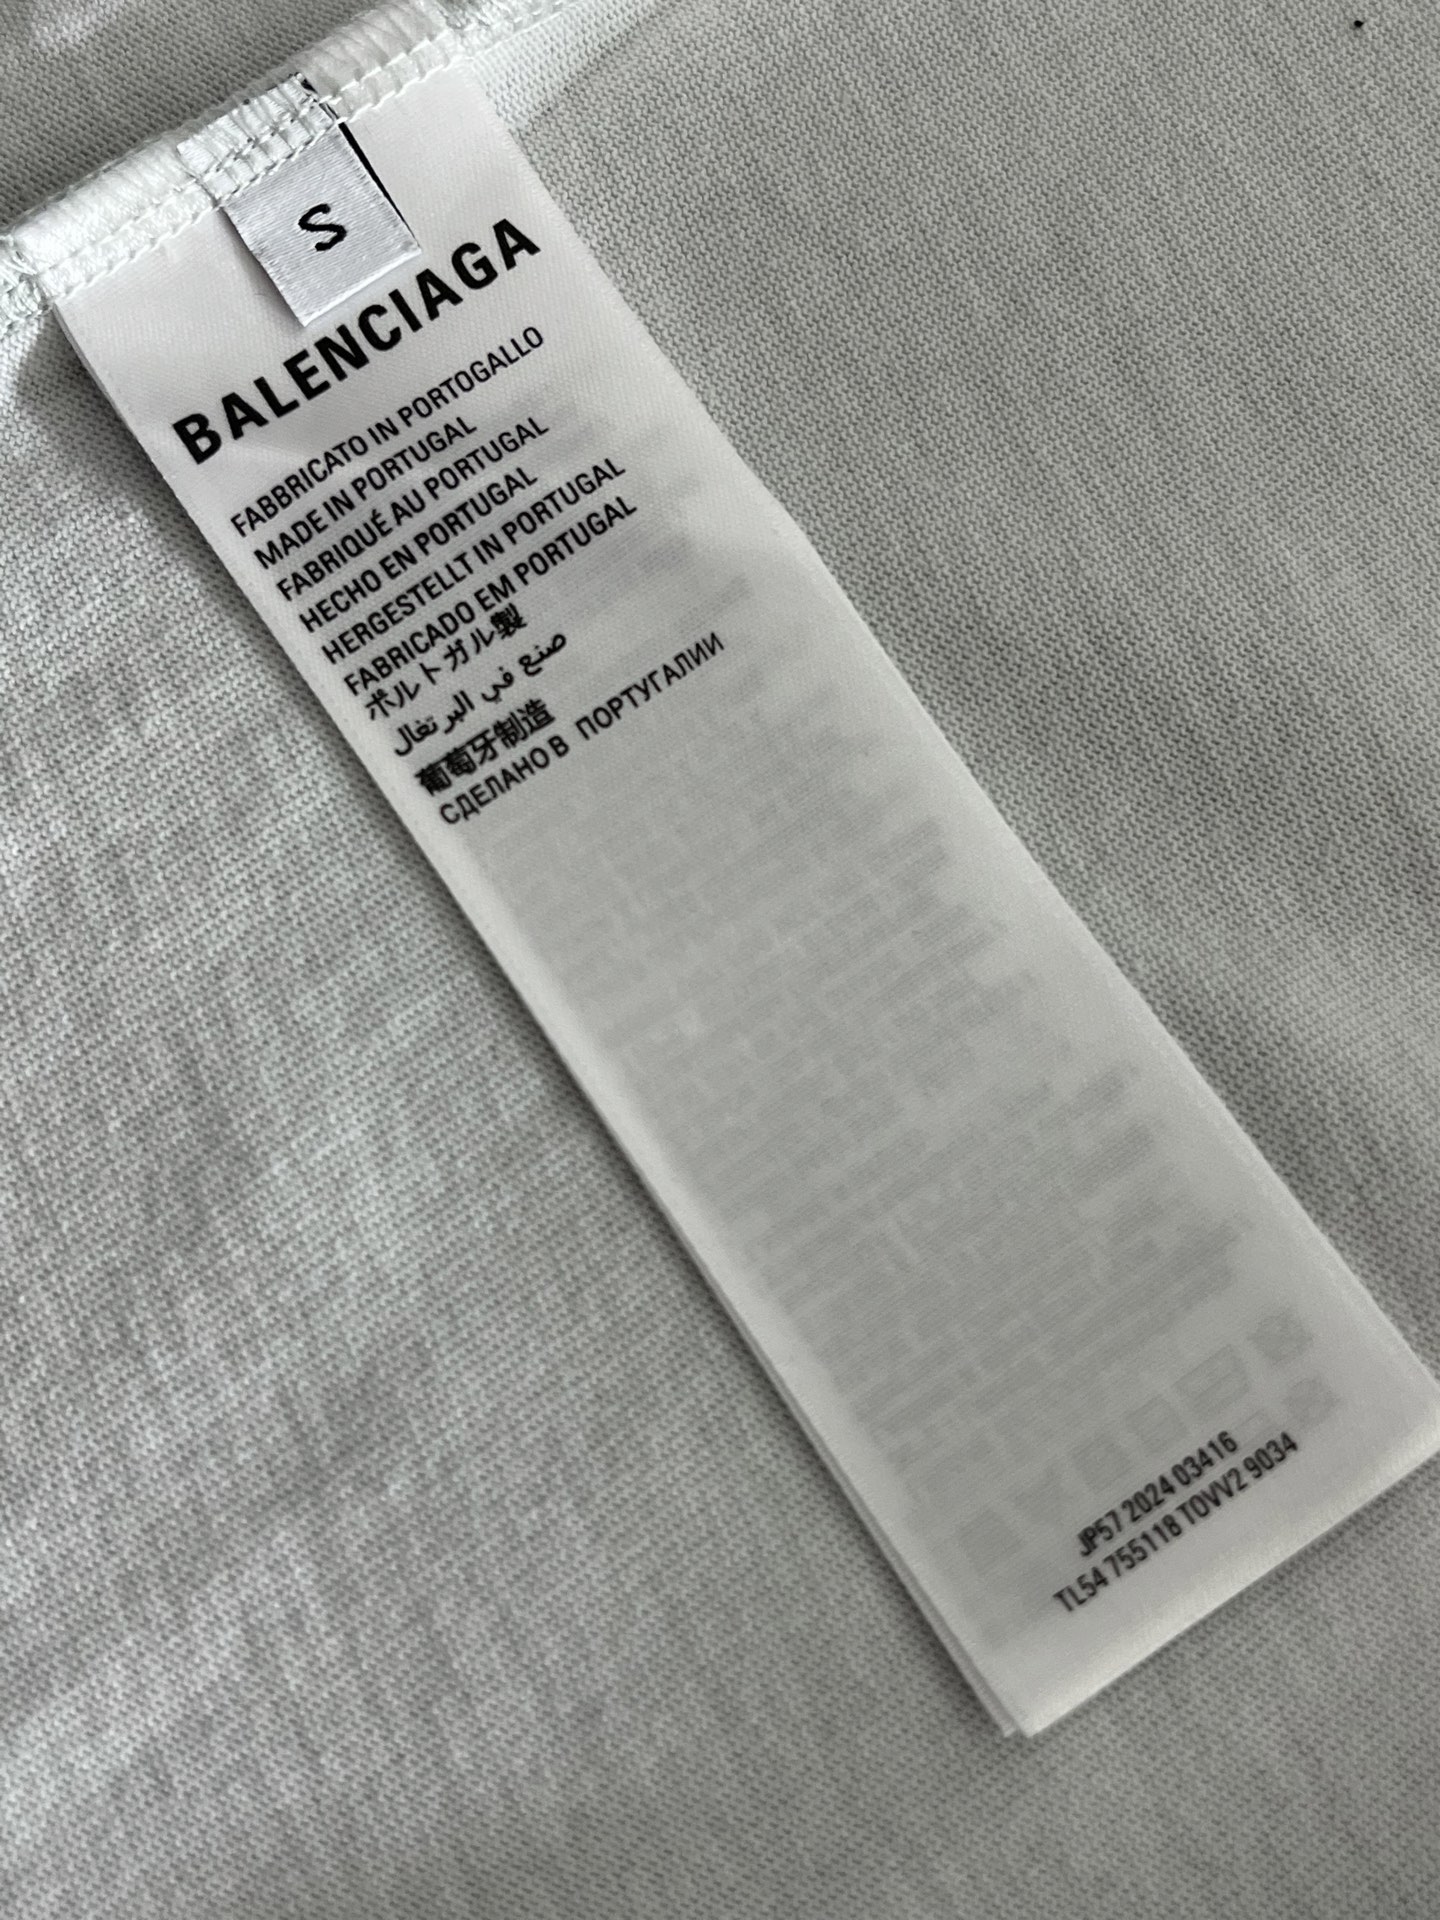 S
BALENCIAGA
FABBRICATO IN PORTOGALLO
MADE IN PORTUGAL
FABRIQUÉ AU PORTUGAL
HECHO EN PORTUGAL
HERGESTELLT IN PORTUGAL
FABRICADO EM PORTUGAL
ポルトガル製
صنع في البرتغال
葡萄牙制造
СДЕЛАНО В ПОРТУГАЛИИ
JP57 2024 03416
TL54 755118 TOVV2 9034